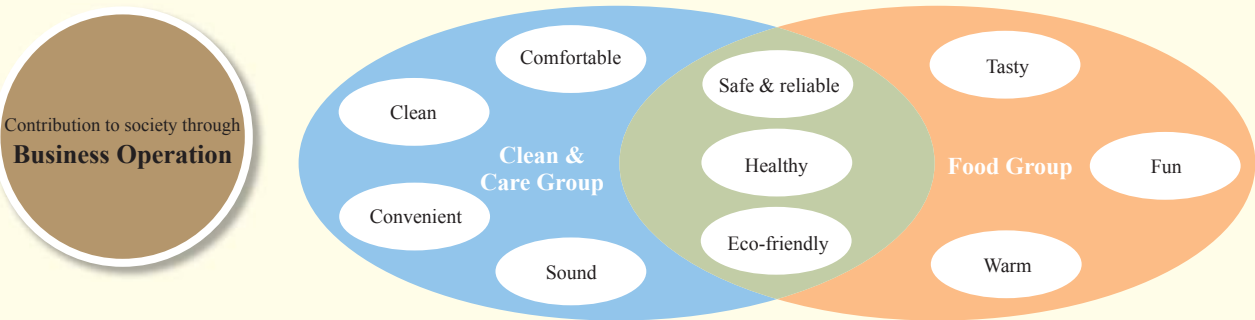 Contribution to society through
Business Operation
Comfortable
Clean
Clean &
Care Group
Convenient
Sound
Safe & reliable
Healthy
Eco-friendly
Tasty
Food Group
Fun
Warm